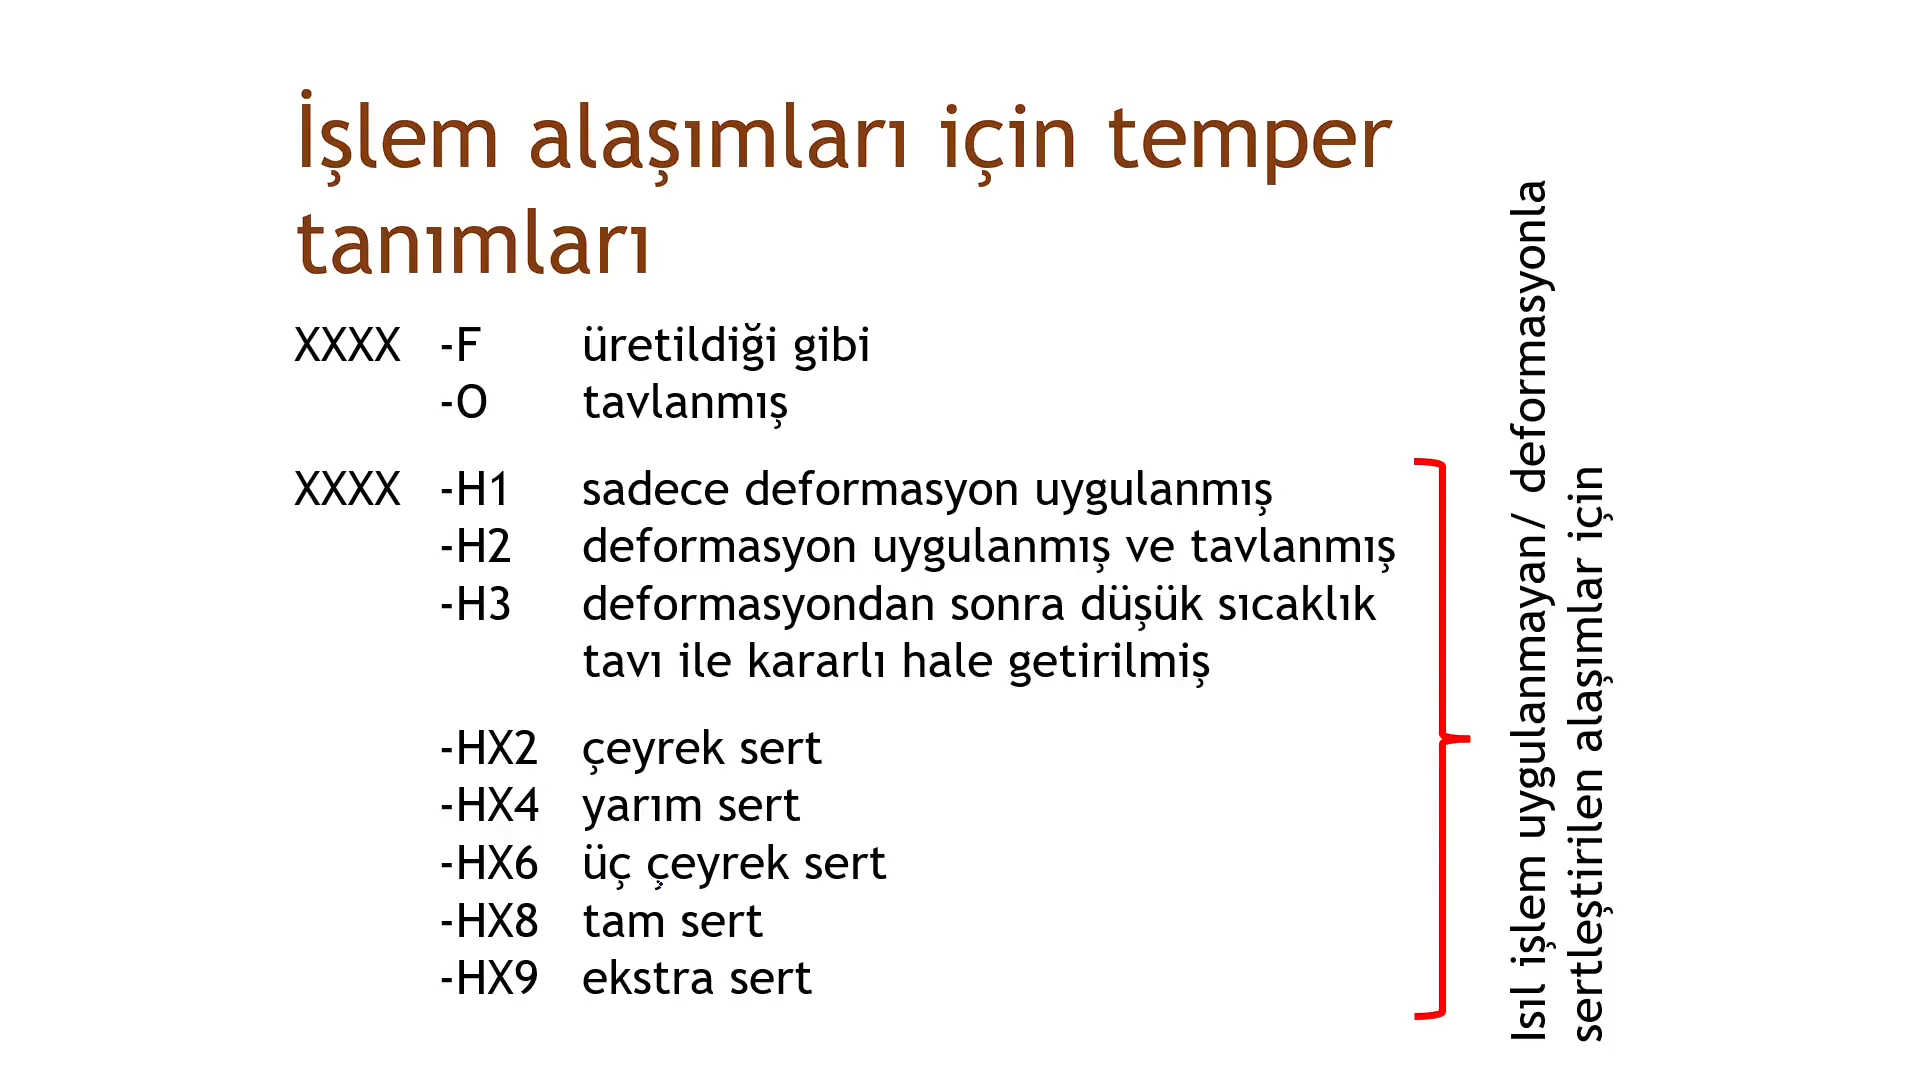 İşlem alaşımları için temper
tanımları
XXXX -F üretildiği gibi
-O tavlanmış
XXXX -H1 sadece deformasyon uygulanmış
-H2 deformasyon uygulanmış ve tavlanmış
-H3 deformasyondan sonra düşük sıcaklık
tavı ile kararlı hale getirilmiş
-HX2 çeyrek sert
-HX4 yarım sert
-HX6 üç çeyrek sert
-HX8 tam sert
-HX9 ekstra sert
Isıl işlem uygulanmayan/ deformasyonla
sertleştirilen alaşımlar için